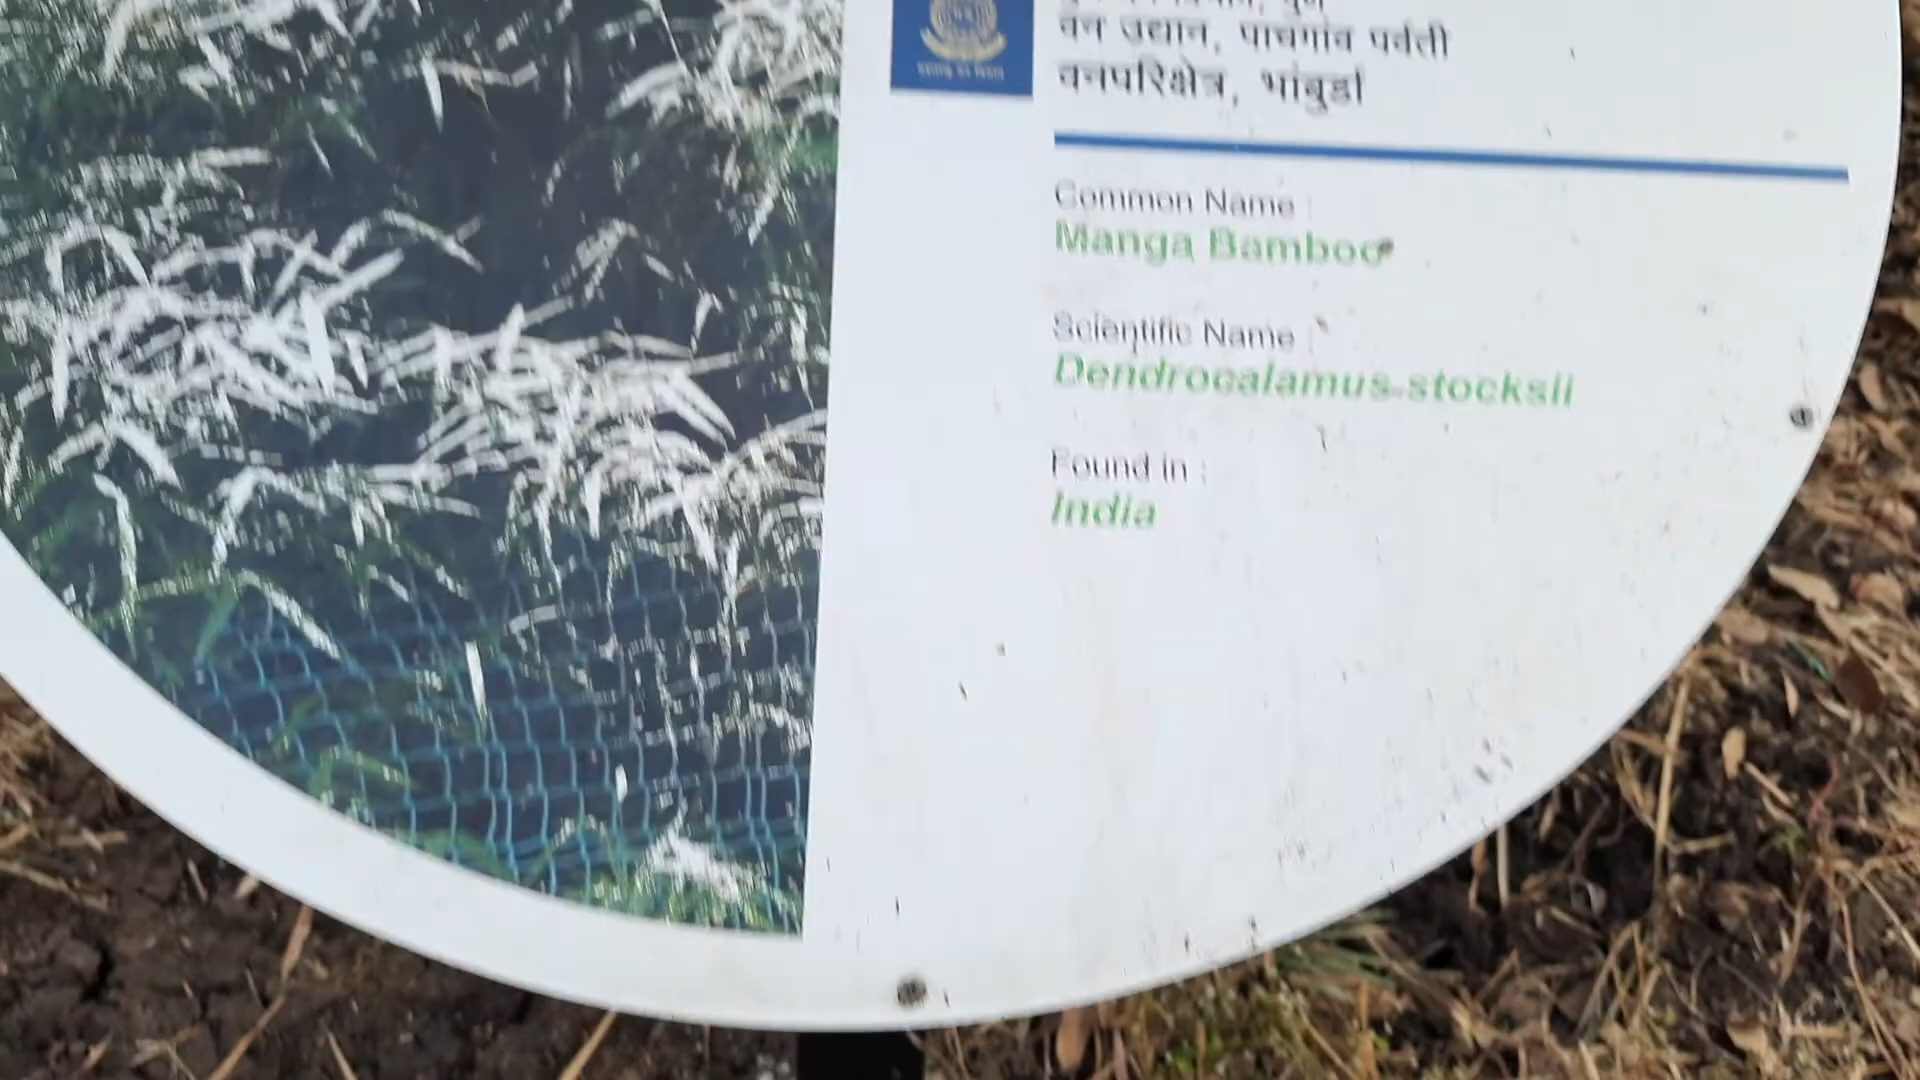 वन उद्यान, पाचगांव पर्वती
वनपरिक्षेत्र, भांबुर्डा
Common Name :
Manga Bamboo
Scientific Name :
Dendrocalamus stocksii
Found in :
India